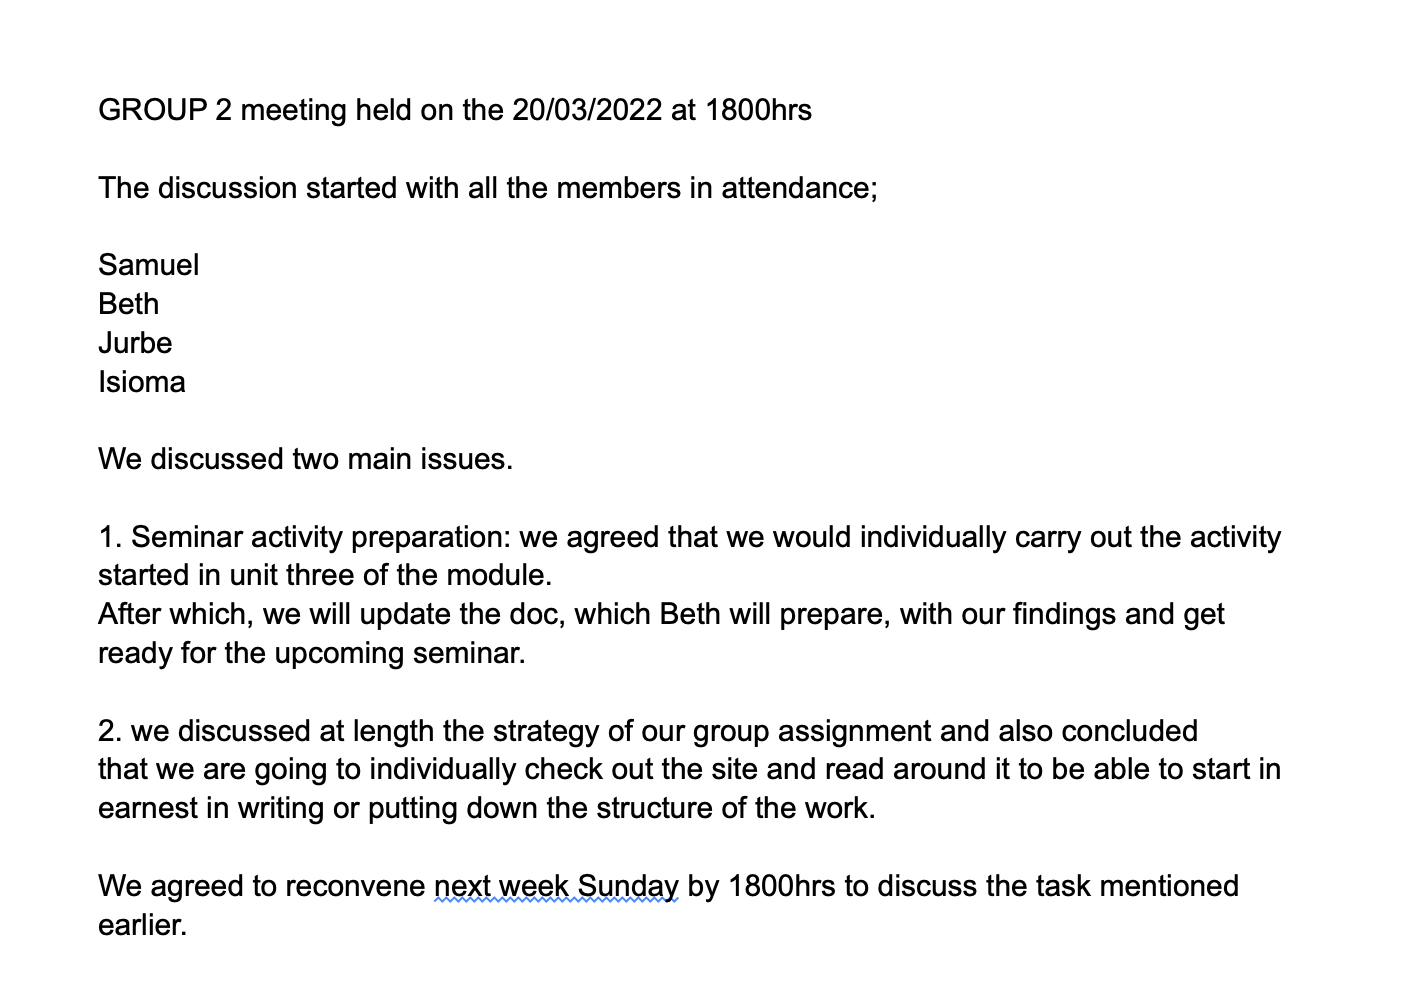 GROUP 2 meeting held on the 20/03/2022 at 1800hrs
The discussion started with all the members in attendance;
Samuel
Beth
Jurbe
Isioma
We discussed two main issues.
1. Seminar activity preparation: we agreed that we would individually carry out the activity
started in unit three of the module.
After which, we will update the doc, which Beth will prepare, with our findings and get
ready for the upcoming seminar.
2. we discussed at length the strategy of our group assignment and also concluded
that we are going to individually check out the site and read around it to be able to start in
earnest in writing or putting down the structure of the work.
We agreed to reconvene next week Sunday by 1800hrs to discuss the task mentioned
earlier.